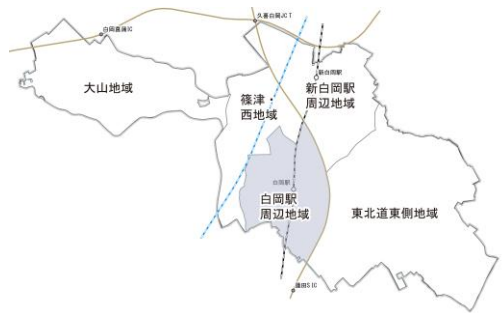 久喜白岡JCT
白岡菖蒲IC
新白岡駅
大山地域
篠津
西地域
新白岡駅
周辺地域
白岡駅
白岡駅
周辺地域
東北道東側地域
蓮田SIC